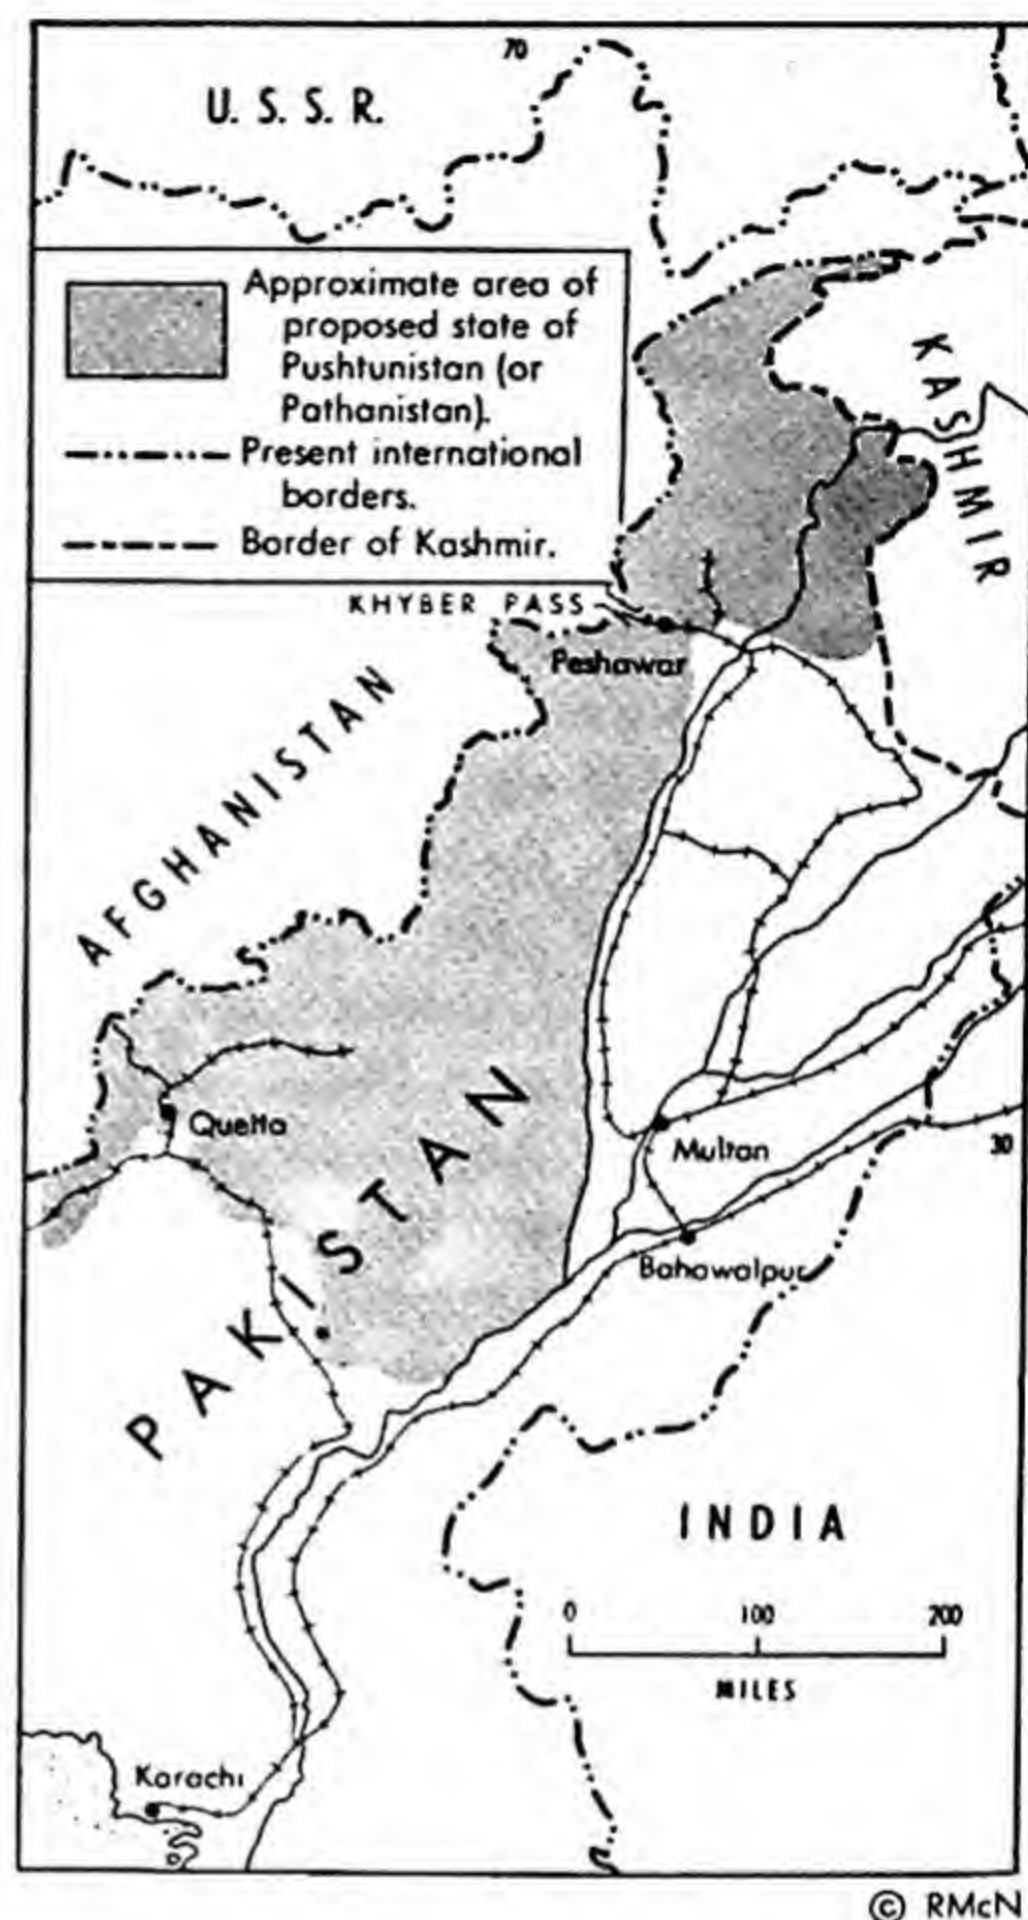 70
U. S. S. R.
Approximate area of
proposed state of
Pushtunistan (or
Pathanistan).
Present international
borders.
Border of Kashmir.
KASHMIR
KHYBER PASS
Peshawar
AFGHANISTAN
Quetta
PAKISTAN
Multan
30
Bahawalpur
INDIA
0 100 200
MILES
Karachi
© RMcN